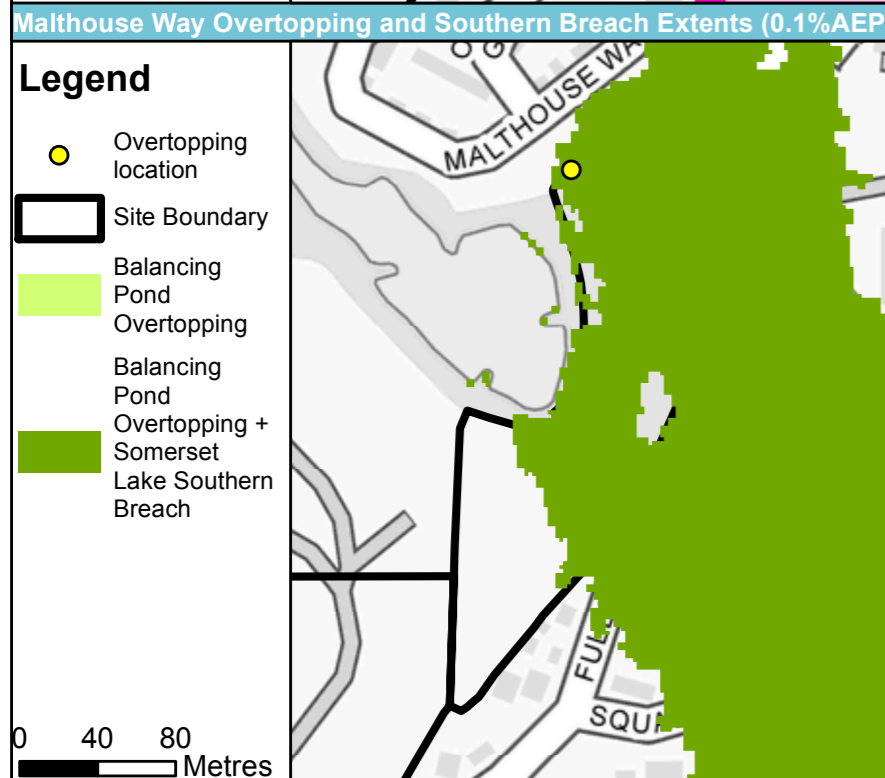 Malthouse Way Overtopping and Southern Breach Extents (0.1%AEP
Legend
Overtopping
location
Site Boundary
Balancing
Pond
Overtopping
Balancing
Pond
Overtopping +
Somerset
Lake Southern
Breach
0 40 80
Metres
MALTHOUSE WA
FUL
SQU